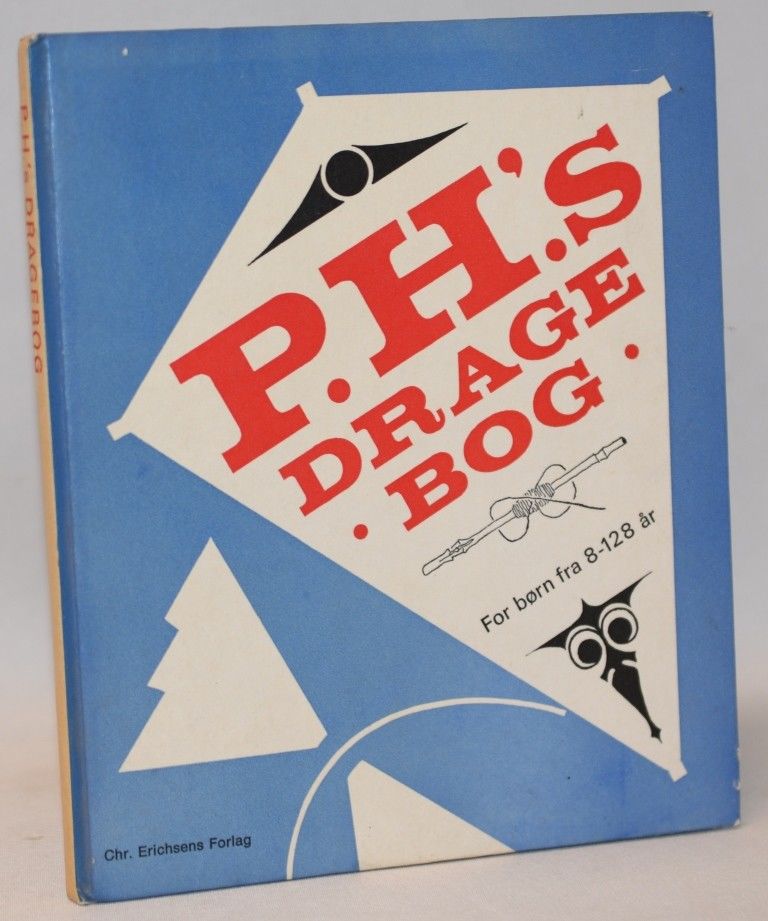 P.H.'s DRAGEBOG
P.H.'S
DRAGE
· BOG ·
For børn fra 8-128 år
Chr. Erichsens Forlag